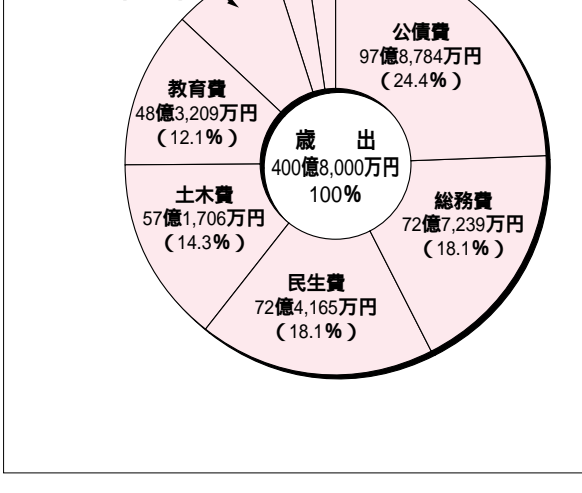 公債費
97億8,784万円
（24.4％）
教育費
48億3,209万円
（12.1％）
歳　出
400億8,000万円
100％
総務費
72億7,239万円
（18.1％）
土木費
57億1,706万円
（14.3％）
民生費
72億4,165万円
（18.1％）